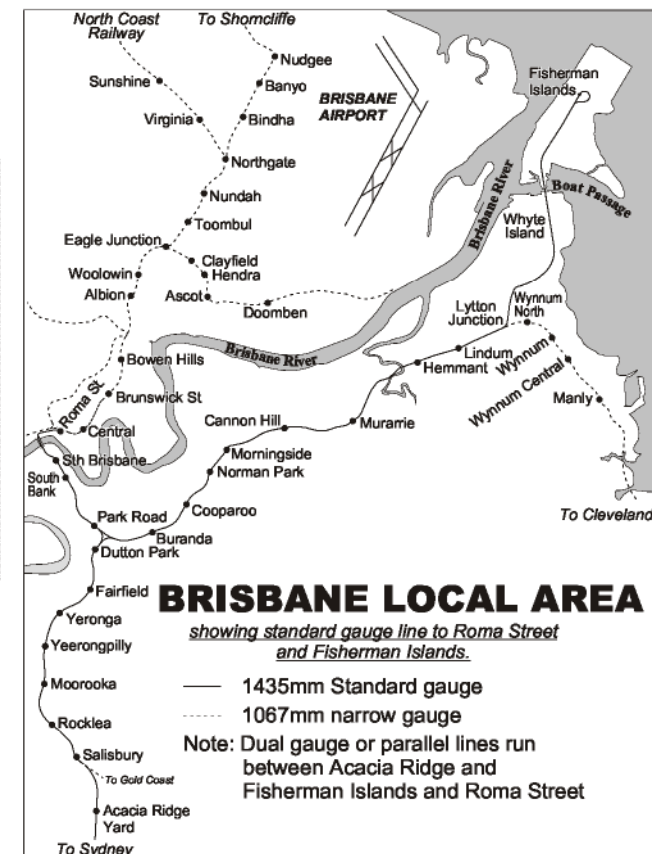 North Coast
Railway
To Shorncliffe
Nudgee
Sunshine
Banyo
Fisherman
Islands
BRISBANE
AIRPORT
Virginia
Bindha
Northgate
Nundah
Boat Passage
Brisbane River
Toombul
Whyte
Island
Eagle Junction
Clayfield
Woolowin
Hendra
Albion
Ascot
Doomben
Lytton
Junction
Wynnum
North
Bowen Hills
Brisbane River
Lindum
Wynnum
Hemmant
Wynnum Central
Roma St
Brunswick St
Manly
Central
Cannon Hill
Murarrie
Sth Brisbane
Morningside
South
Bank
Norman Park
Cooparoo
To Cleveland
Park Road
Buranda
Dutton Park
Fairfield
BRISBANE LOCAL AREA
Yeronga
showing standard gauge line to Roma Street
and Fisherman Islands.
Yeerongpilly
Moorooka
1435mm Standard gauge
1067mm narrow gauge
Rocklea
Note: Dual gauge or parallel lines run
between Acacia Ridge and
Fisherman Islands and Roma Street
Salisbury
To Gold Coast
Acacia Ridge
Yard
To Sydney